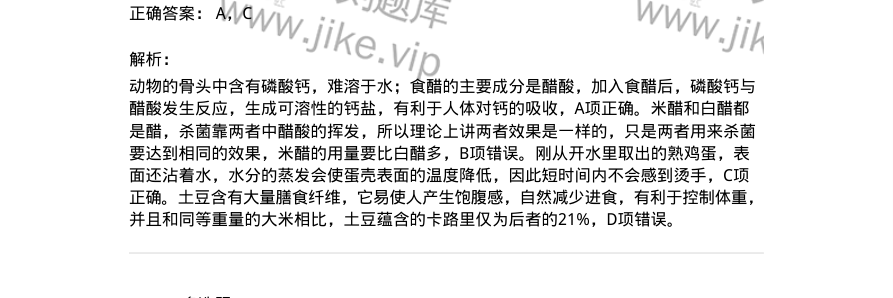 正确答案： A，C
解析：
动物的骨头中含有磷酸钙，难溶于水；食醋的主要成分是醋酸，加入食醋后，磷酸钙与
醋酸发生反应，生成可溶性的钙盐，有利于人体对钙的吸收，A项正确。米醋和白醋都
是醋，杀菌靠两者中醋酸的挥发，所以理论上讲两者效果是一样的，只是两者用来杀菌
要达到相同的效果，米醋的用量要比白醋多，B项错误。刚从开水里取出的熟鸡蛋，表
面还沾着水，水分的蒸发会使蛋壳表面的温度降低，因此短时间内不会感到烫手，C项
正确。土豆含有大量膳食纤维，它易使人产生饱腹感，自然减少进食，有利于控制体重，
并且和同等重量的大米相比，土豆蕴含的卡路里仅为后者的21%，D项错误。
题库
www.jike.vip
www.jik